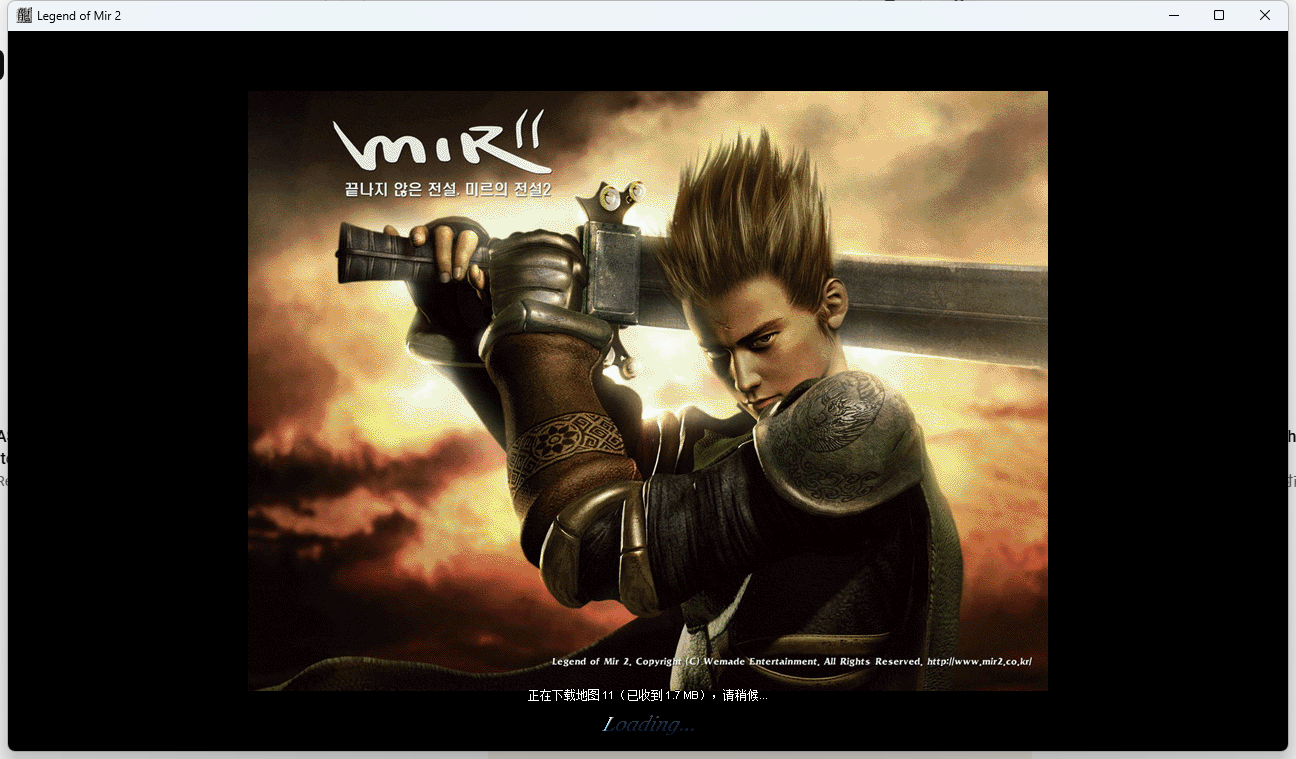 Legend of Mir 2
MIR II
끝나지 않은 전설. 미르의 전설2
Legend of Mir 2. Copyright (C) Wemade Entertainment. All Rights Reserved. http://www.mir2.co.kr/
正在下载地图 11（已收到 1.7 MB），请稍候...
Loading...